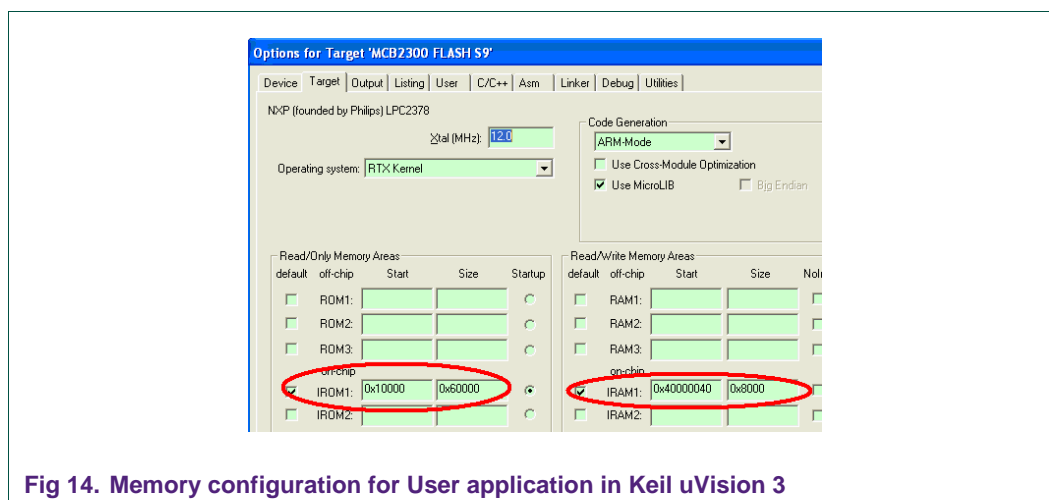 Options for Target 'MCB2300 FLASH S9'
Device Target Output Listing User C/C++ Asm Linker Debug Utilities
NXP (founded by Philips) LPC2378
Xtal (MHz): 12.0
Operating system: RTX Kernel
Code Generation
ARM-Mode
Use Cross-Module Optimization
Use MicroLIB Big Endian
Read/Only Memory Areas
default off-chip Start Size Startup
ROM1:
ROM2:
ROM3:
on-chip
IROM1: 0x10000 0x60000
IROM2:
Read/Write Memory Areas
default off-chip Start Size
RAM1:
RAM2:
RAM3:
on-chip
IRAM1: 0x40000040 0x8000
IRAM2:
Fig 14. Memory configuration for User application in Keil uVision 3